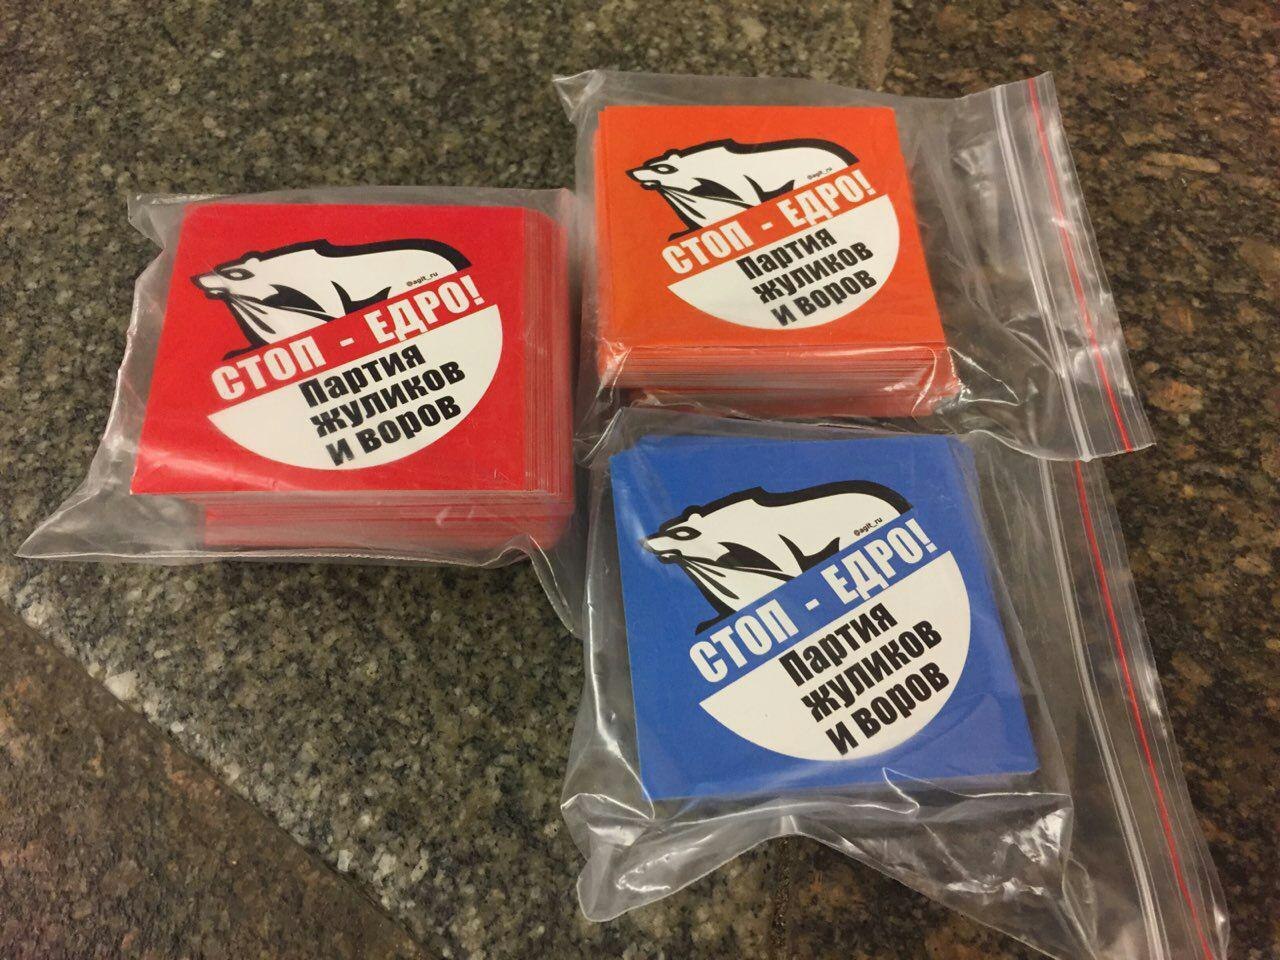 @agit_ru
СТОП - ЕДРО!
Партия
жуликов
и воров
@agit_ru
СТОП - ЕДРО!
Партия
жуликов
и воров
@agit_ru
СТОП - ЕДРО!
Партия
жуликов
и воров